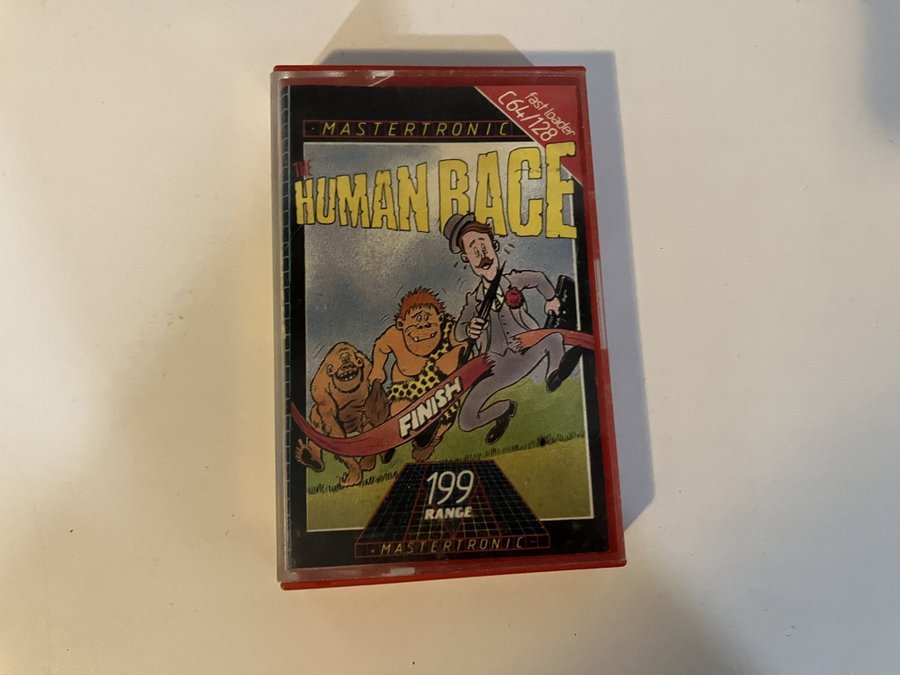 fast loader
C64/128
· MASTERTRONIC ·
THE
HUMAN RACE
FINISH
199
RANGE
· MASTERTRONIC ·